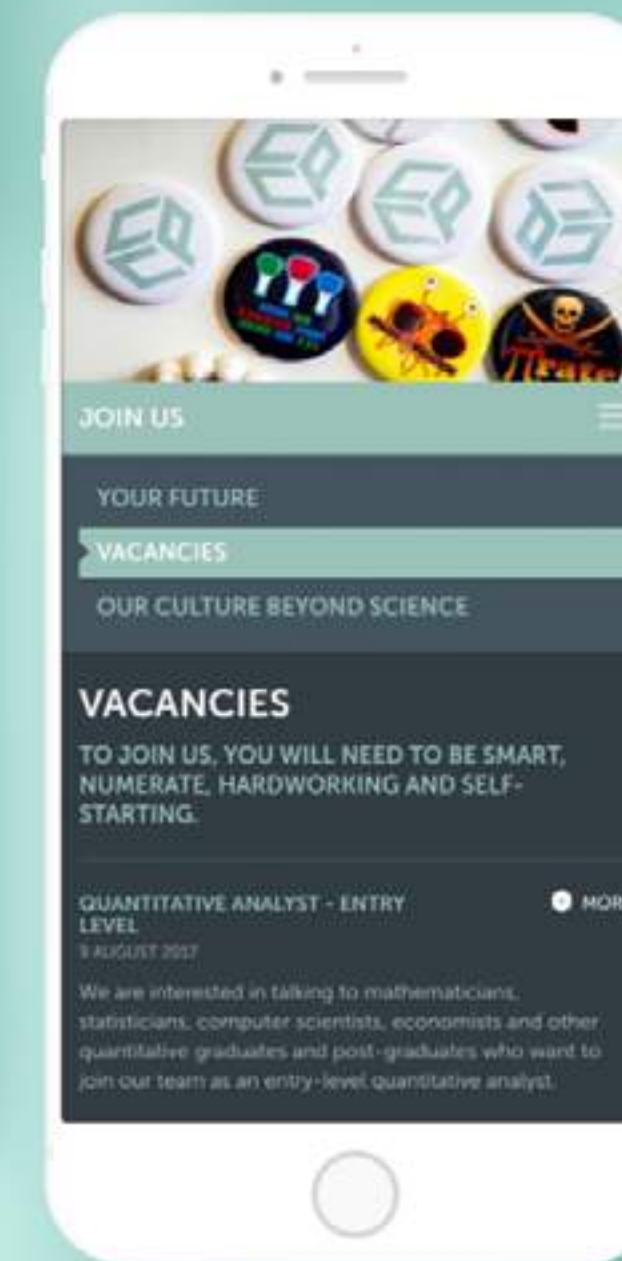 JOIN US
YOUR FUTURE
VACANCIES
OUR CULTURE BEYOND SCIENCE
VACANCIES
TO JOIN US, YOU WILL NEED TO BE SMART,
NUMERATE, HARDWORKING AND SELF-
STARTING.
QUANTITATIVE ANALYST - ENTRY
LEVEL
MOR
9 AUGUST 2017
We are interested in talking to mathematicians,
statisticians, computer scientists, economists and other
quantitative graduates and post-graduates who want to
join our team as an entry-level quantitative analyst.